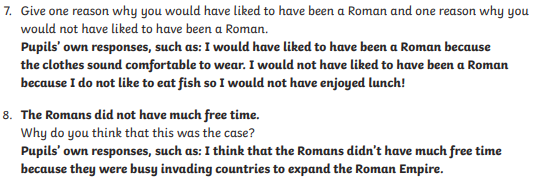 7. Give one reason why you would have liked to have been a Roman and one reason why you
would not have liked to have been a Roman.
Pupils' own responses, such as: I would have liked to have been a Roman because
the clothes sound comfortable to wear. I would not have liked to have been a Roman
because I do not like to eat fish so I would not have enjoyed lunch!
8. The Romans did not have much free time.
Why do you think that this was the case?
Pupils' own responses, such as: I think that the Romans didn't have much free time
because they were busy invading countries to expand the Roman Empire.